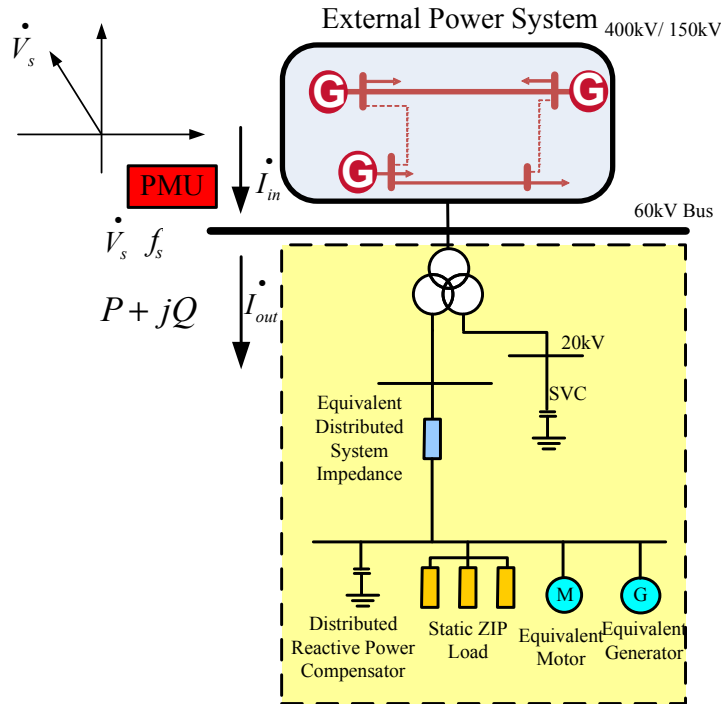 External Power System
400kV/ 150kV
V̇s
G
G
G
PMU
İin
60kV Bus
V̇s fs
P + jQ
İout
20kV
SVC
Equivalent
Distributed
System
Impedance
M
G
Distributed
Reactive Power
Compensator
Static ZIP
Load
Equivalent
Motor
Equivalent
Generator